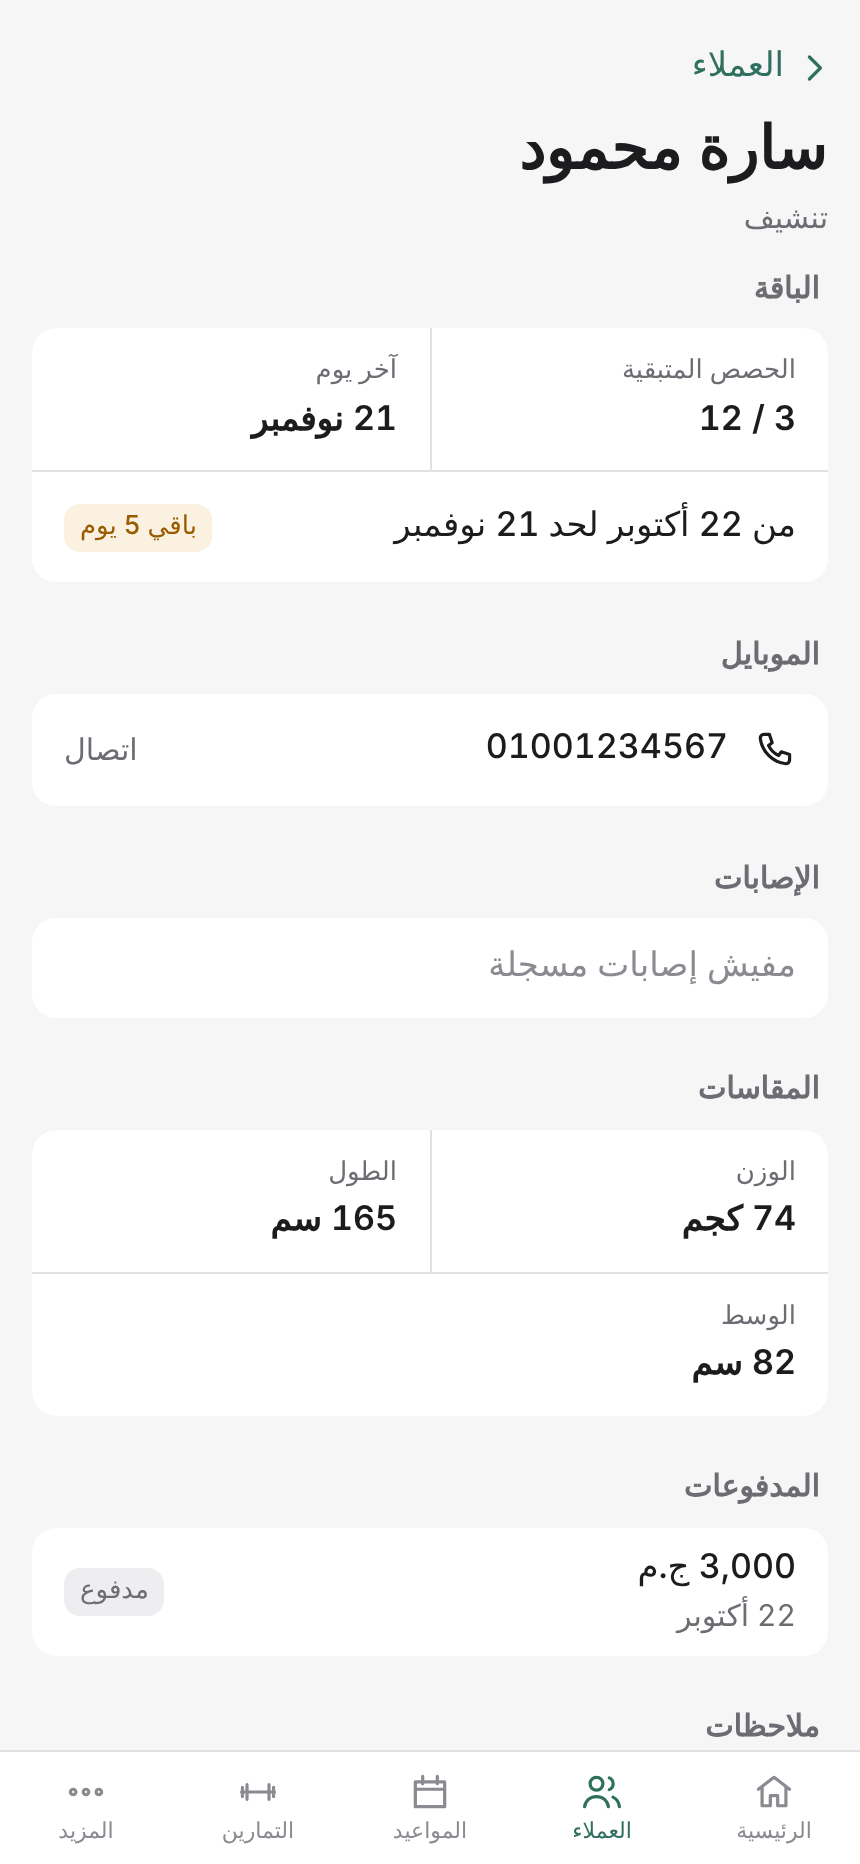 العملاء
سارة محمود
تنشيف
الباقة
الحصص المتبقية
3 / 12
آخر يوم
21 نوفمبر
من 22 أكتوبر لحد 21 نوفمبر
باقي 5 يوم
الموبايل
01001234567
اتصال
الإصابات
مفيش إصابات مسجلة
المقاسات
الوزن
74 كجم
الطول
165 سم
الوسط
82 سم
المدفوعات
3,000 ج.م
22 أكتوبر
مدفوع
ملاحظات
الرئيسية
العملاء
المواعيد
التمارين
المزيد